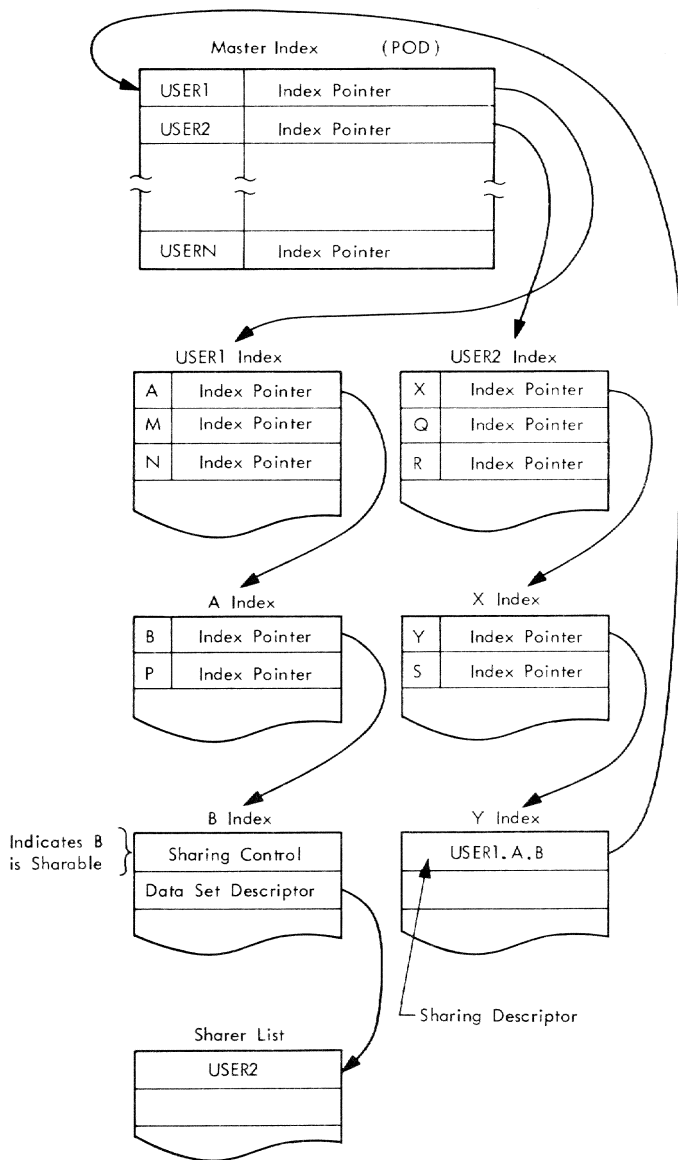 Master Index (POD)
USER1 Index Pointer
USER2 Index Pointer
USERN Index Pointer
USER1 Index
A Index Pointer
M Index Pointer
N Index Pointer
USER2 Index
X Index Pointer
Q Index Pointer
R Index Pointer
A Index
B Index Pointer
P Index Pointer
X Index
Y Index Pointer
S Index Pointer
B Index
Indicates B
is Sharable
Sharing Control
Data Set Descriptor
Y Index
USER1.A.B
Sharing Descriptor
Sharer List
USER2